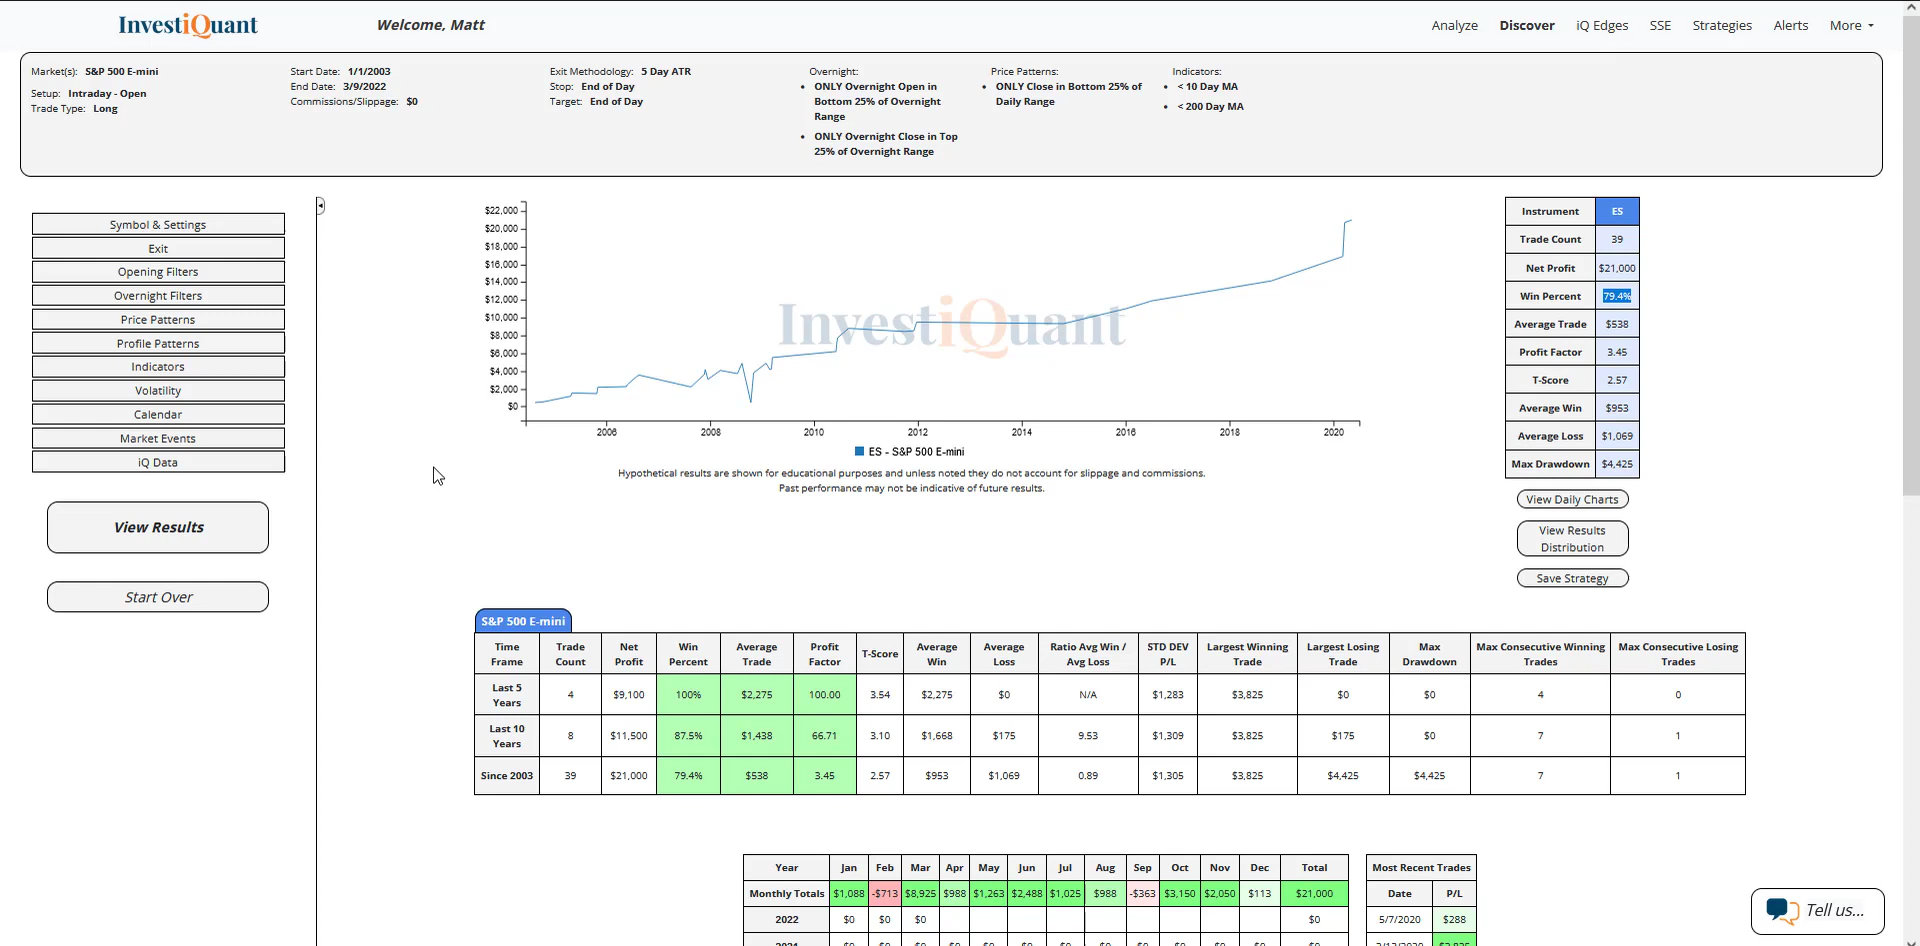 InvestiQuant
Welcome, Matt
Analyze Discover iQ Edges SSE Strategies Alerts More
Market(s): S&P 500 E-mini
Setup: Intraday - Open
Trade Type: Long
Start Date: 1/1/2003
End Date: 3/9/2022
Commissions/Slippage: $0
Exit Methodology: 5 Day ATR
Stop: End of Day
Target: End of Day
Overnight:
• ONLY Overnight Open in
Bottom 25% of Overnight
Range
• ONLY Overnight Close in Top
25% of Overnight Range
Price Patterns:
• ONLY Close in Bottom 25% of
Daily Range
Indicators:
• < 10 Day MA
• < 200 Day MA
Symbol & Settings
Exit
Opening Filters
Overnight Filters
Price Patterns
Profile Patterns
Indicators
Volatility
Calendar
Market Events
iQ Data
View Results
Start Over
$22,000
$20,000
$18,000
$16,000
$14,000
$12,000
$10,000
$8,000
$6,000
$4,000
$2,000
$0
InvestiQuant
2006 2008 2010 2012 2014 2016 2018 2020
ES - S&P 500 E-mini
Hypothetical results are shown for educational purposes and unless noted they do not account for slippage and commissions.
Past performance may not be indicative of future results.
Instrument ES
Trade Count 39
Net Profit $21,000
Win Percent 79.4%
Average Trade $538
Profit Factor 3.45
T-Score 2.57
Average Win $953
Average Loss $1,069
Max Drawdown $4,425
View Daily Charts
View Results
Distribution
Save Strategy
S&P 500 E-mini
Time Frame Trade Count Net Profit Win Percent Average Trade Profit Factor T-Score Average Win Average Loss Ratio Avg Win / Avg Loss STD DEV P/L Largest Winning Trade Largest Losing Trade Max Drawdown Max Consecutive Winning Trades Max Consecutive Losing Trades
Last 5 Years 4 $9,100 100% $2,275 100.00 3.54 $2,275 $0 N/A $1,283 $3,825 $0 $0 4 0
Last 10 Years 8 $11,500 87.5% $1,438 66.71 3.10 $1,668 $175 9.53 $1,309 $3,825 $175 $0 7 1
Since 2003 39 $21,000 79.4% $538 3.45 2.57 $953 $1,069 0.89 $1,305 $3,825 $4,425 $4,425 7 1
Year Jan Feb Mar Apr May Jun Jul Aug Sep Oct Nov Dec Total
Monthly Totals $1,088 -$713 $8,925 $988 $1,263 $2,488 $1,025 $988 -$363 $3,150 $2,050 $113 $21,000
2022 $0 $0 $0 $0
Most Recent Trades
Date P/L
5/7/2020 $288
Tell us...